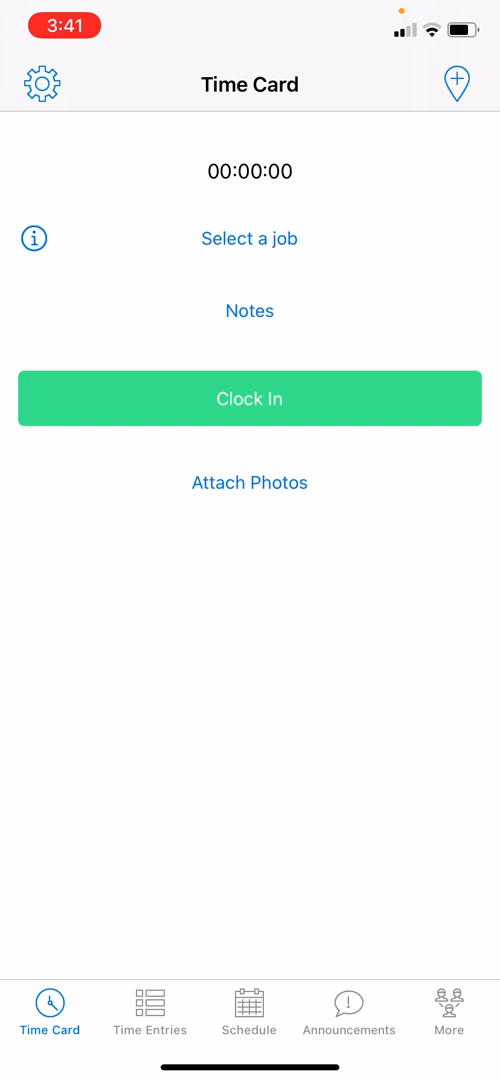 3:41
Time Card
00:00:00
Select a job
Notes
Clock In
Attach Photos
Time Card Time Entries Schedule Announcements More